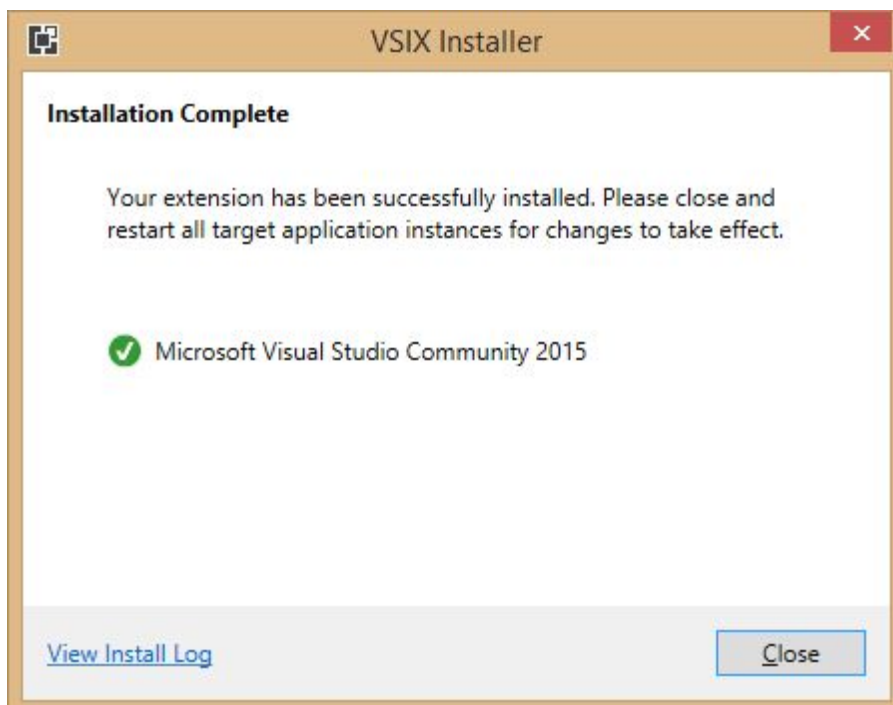 VSIX Installer
Installation Complete
Your extension has been successfully installed. Please close and
restart all target application instances for changes to take effect.
Microsoft Visual Studio Community 2015
View Install Log
Close